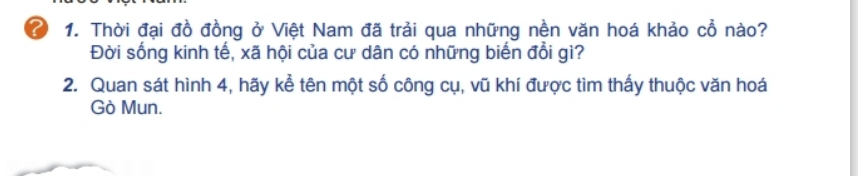 ? 1. Thời đại đồ đồng ở Việt Nam đã trải qua những nền văn hoá khảo cổ nào?
Đời sống kinh tế, xã hội của cư dân có những biến đổi gì?
2. Quan sát hình 4, hãy kể tên một số công cụ, vũ khí được tìm thấy thuộc văn hoá
Gò Mun.